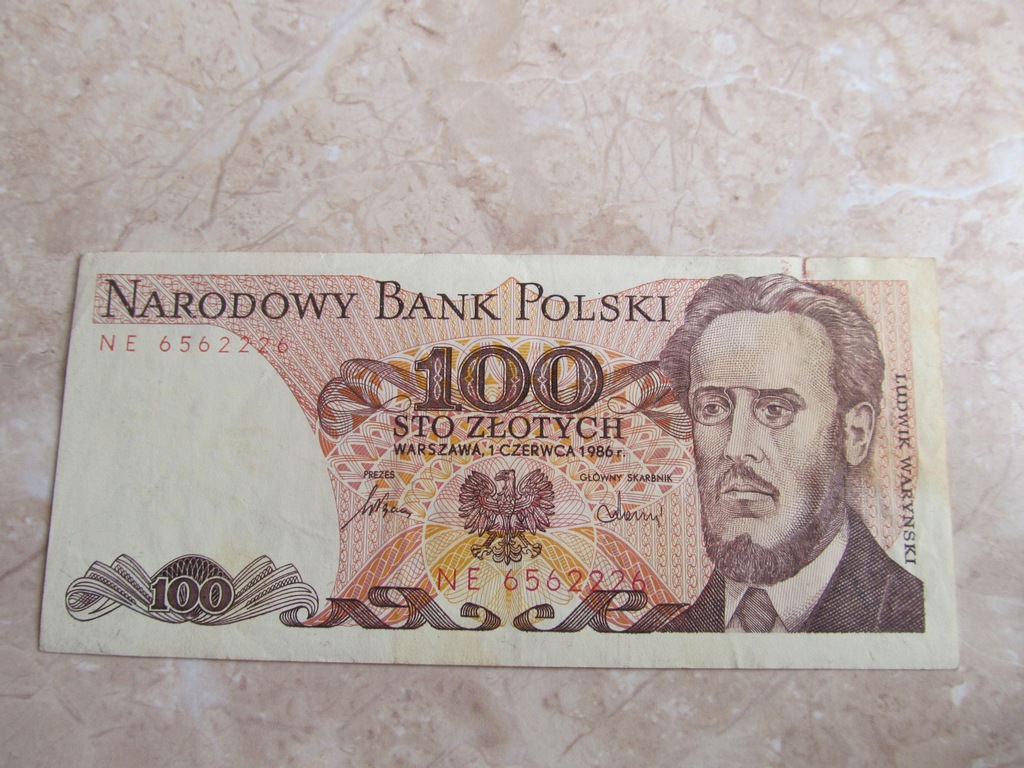 NARODOWY BANK POLSKI
NE 6562226
100
STO ZŁOTYCH
WARSZAWA, 1 CZERWCA 1986 r.
PREZES
GŁÓWNY SKARBNIK
NE 6562226
100
LUDWIK WARYŃSKI